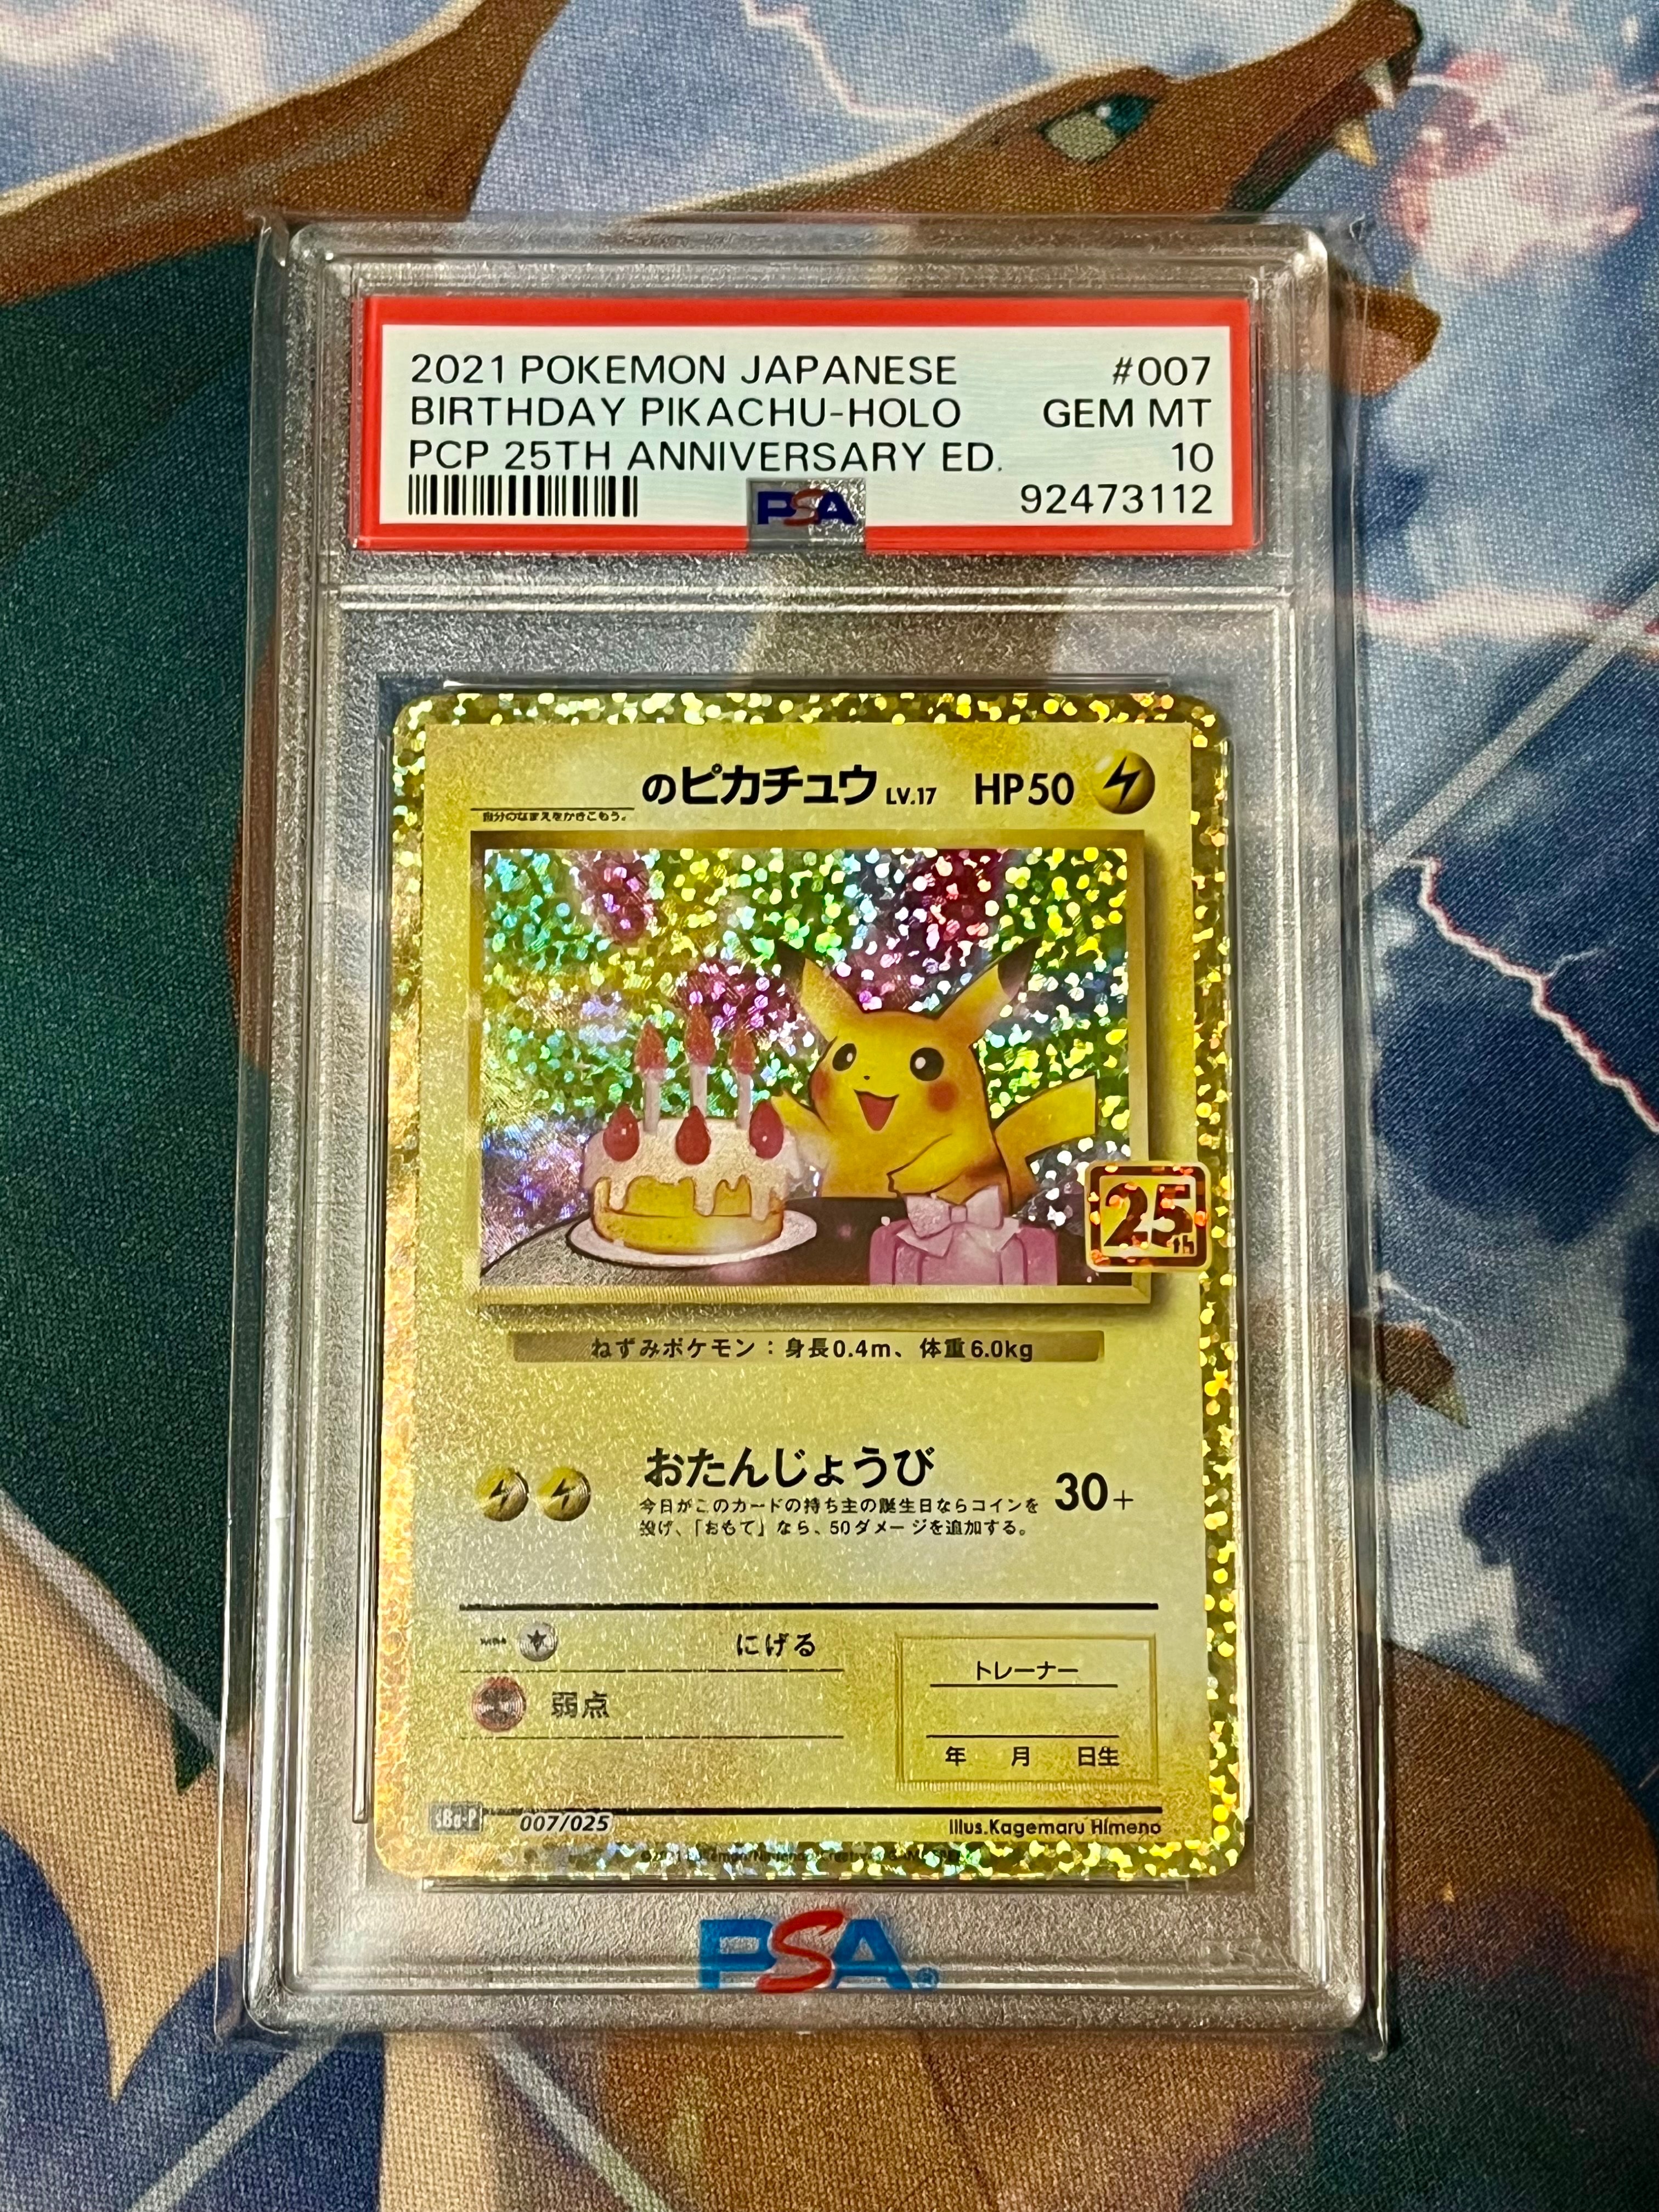 2021 POKEMON JAPANESE #007
BIRTHDAY PIKACHU-HOLO GEM MT
PCP 25TH ANNIVERSARY ED. 10
PSA 92473112
のピカチュウ LV.17 HP50
自分のなまえをかきこもう。
25th
ねずみポケモン：身長0.4m、体重6.0kg
おたんじょうび 30+
今日がこのカードの持ち主の誕生日ならコインを
投げ、「おもて」なら、50ダメージを追加する。
にげる
トレーナー
弱点
年 月 日生
s8a-P 007/025 Illus.Kagemaru Himeno
PSA®